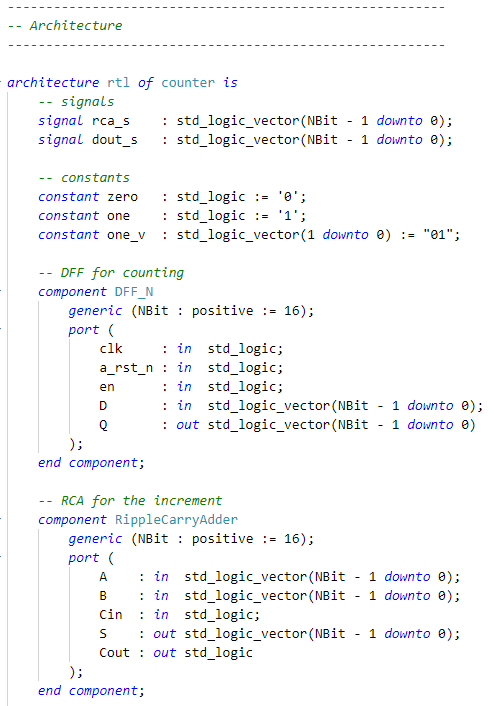 ---------------------------------------------------------
-- Architecture
---------------------------------------------------------
architecture rtl of counter is
    -- signals
    signal rca_s   : std_logic_vector(NBit - 1 downto 0);
    signal dout_s  : std_logic_vector(NBit - 1 downto 0);
    -- constants
    constant zero   : std_logic := '0';
    constant one    : std_logic := '1';
    constant one_v  : std_logic_vector(1 downto 0) := "01";
    -- DFF for counting
    component DFF_N
        generic (NBit : positive := 16);
        port (
            clk     : in  std_logic;
            a_rst_n : in  std_logic;
            en      : in  std_logic;
            D       : in  std_logic_vector(NBit - 1 downto 0);
            Q       : out std_logic_vector(NBit - 1 downto 0)
        );
    end component;
    -- RCA for the increment
    component RippleCarryAdder
        generic (NBit : positive := 16);
        port (
            A    : in  std_logic_vector(NBit - 1 downto 0);
            B    : in  std_logic_vector(NBit - 1 downto 0);
            Cin  : in  std_logic;
            S    : out std_logic_vector(NBit - 1 downto 0);
            Cout : out std_logic
        );
    end component;